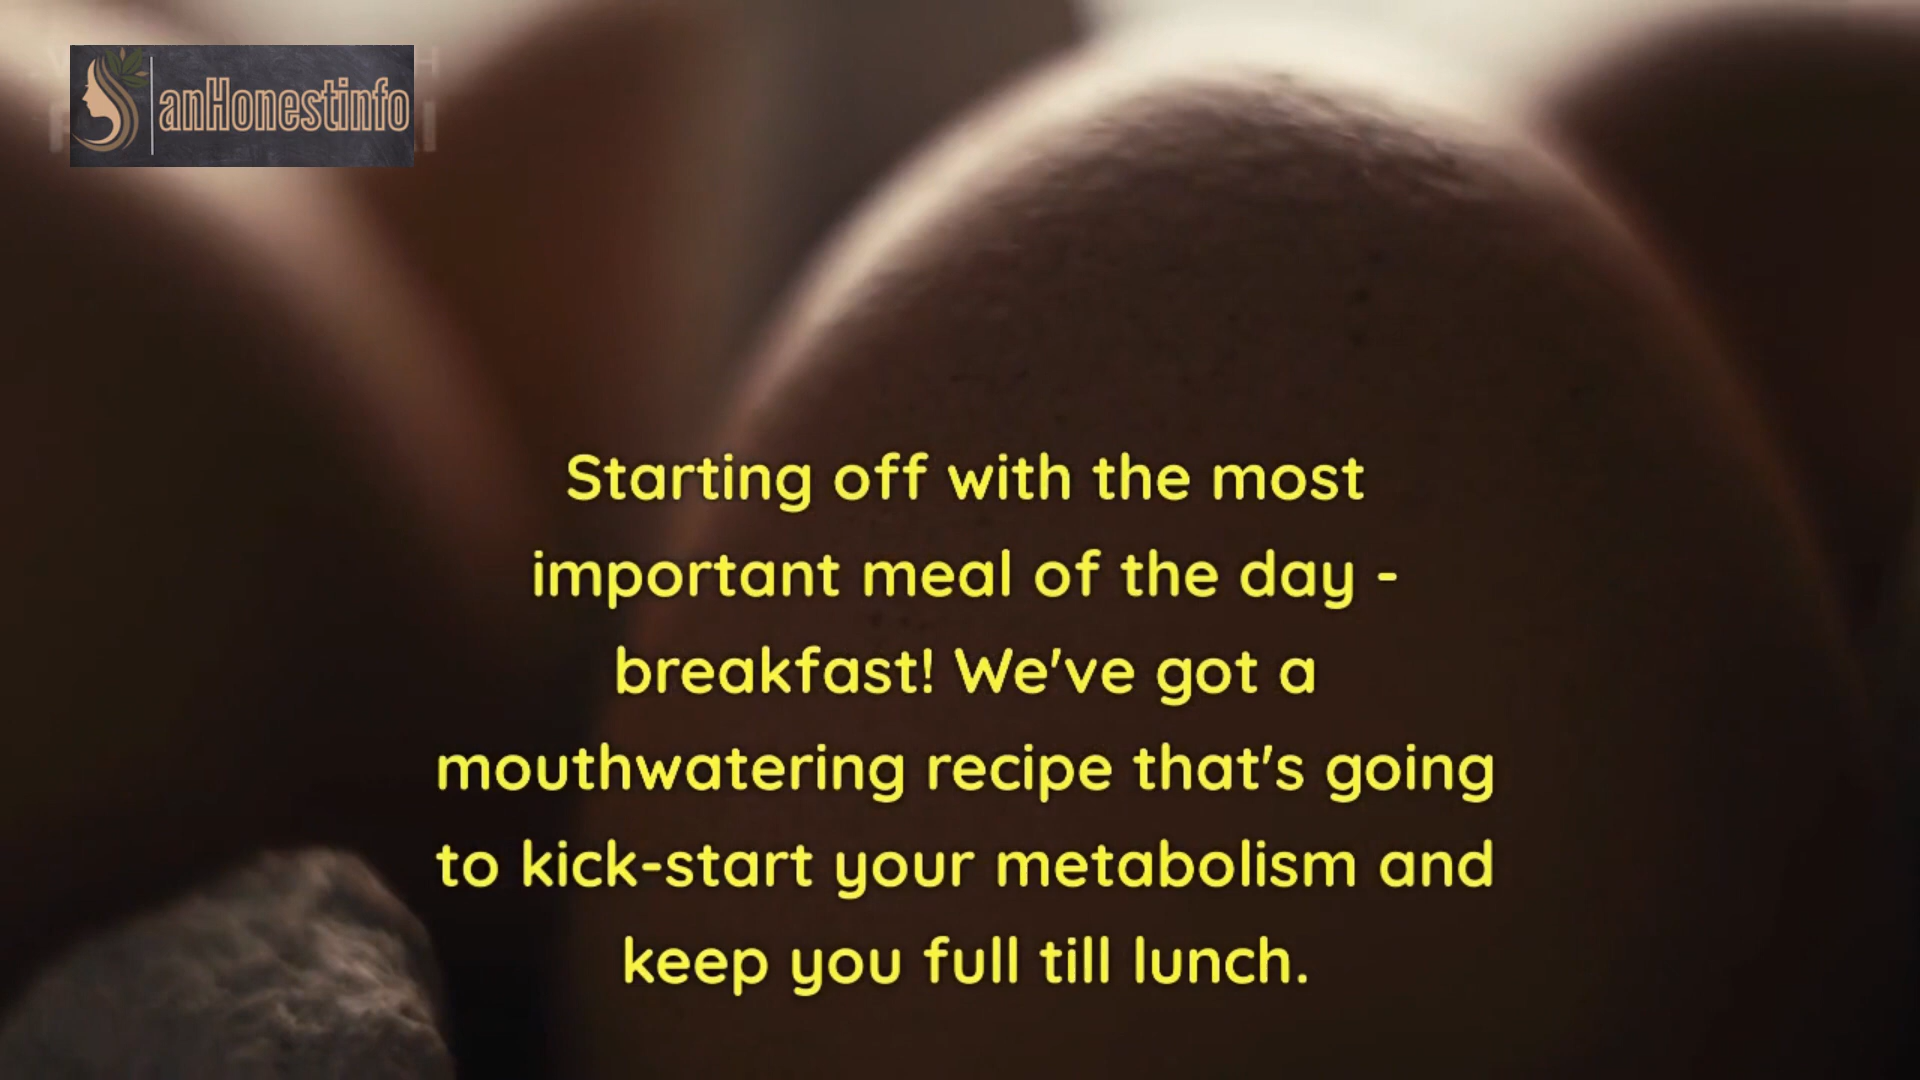 anHonestinfo
Starting off with the most
important meal of the day -
breakfast! We've got a
mouthwatering recipe that's going
to kick-start your metabolism and
keep you full till lunch.